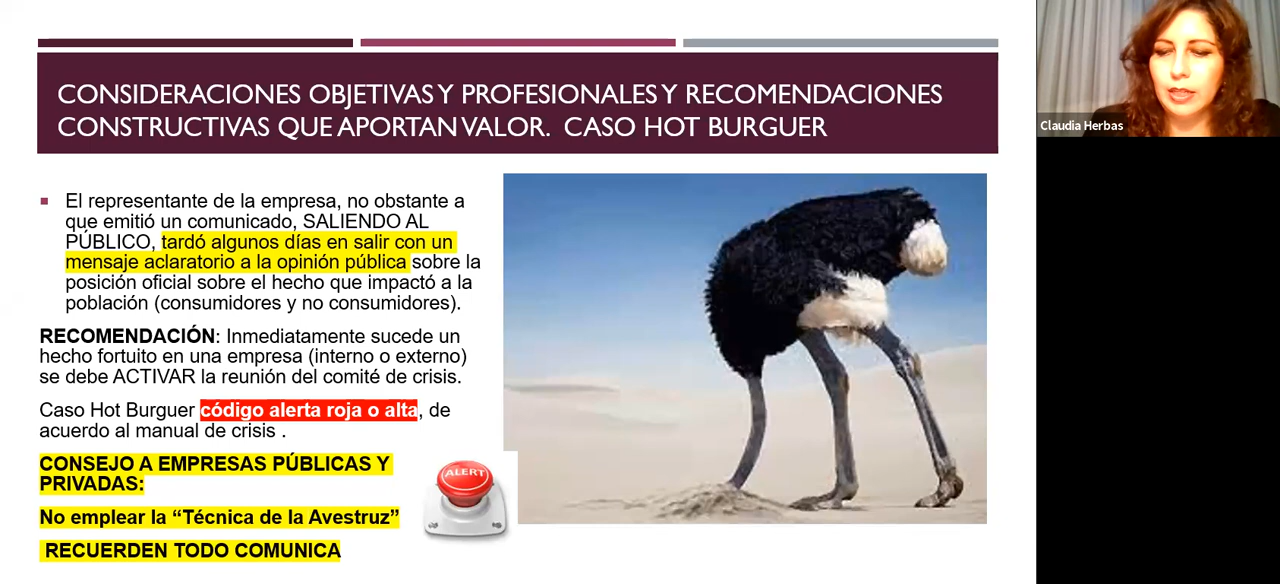 CONSIDERACIONES OBJETIVAS Y PROFESIONALES Y RECOMENDACIONES
CONSTRUCTIVAS QUE APORTAN VALOR. CASO HOT BURGUER
El representante de la empresa, no obstante a
que emitió un comunicado, SALIENDO AL
PÚBLICO, tardó algunos días en salir con un
mensaje aclaratorio a la opinión pública sobre la
posición oficial sobre el hecho que impactó a la
población (consumidores y no consumidores).
RECOMENDACIÓN: Inmediatamente sucede un
hecho fortuito en una empresa (interno o externo)
se debe ACTIVAR la reunión del comité de crisis.
Caso Hot Burguer código alerta roja o alta, de
acuerdo al manual de crisis .
CONSEJO A EMPRESAS PÚBLICAS Y
PRIVADAS:
No emplear la “Técnica de la Avestruz”
RECUERDEN TODO COMUNICA
ALERT
Claudia Herbas